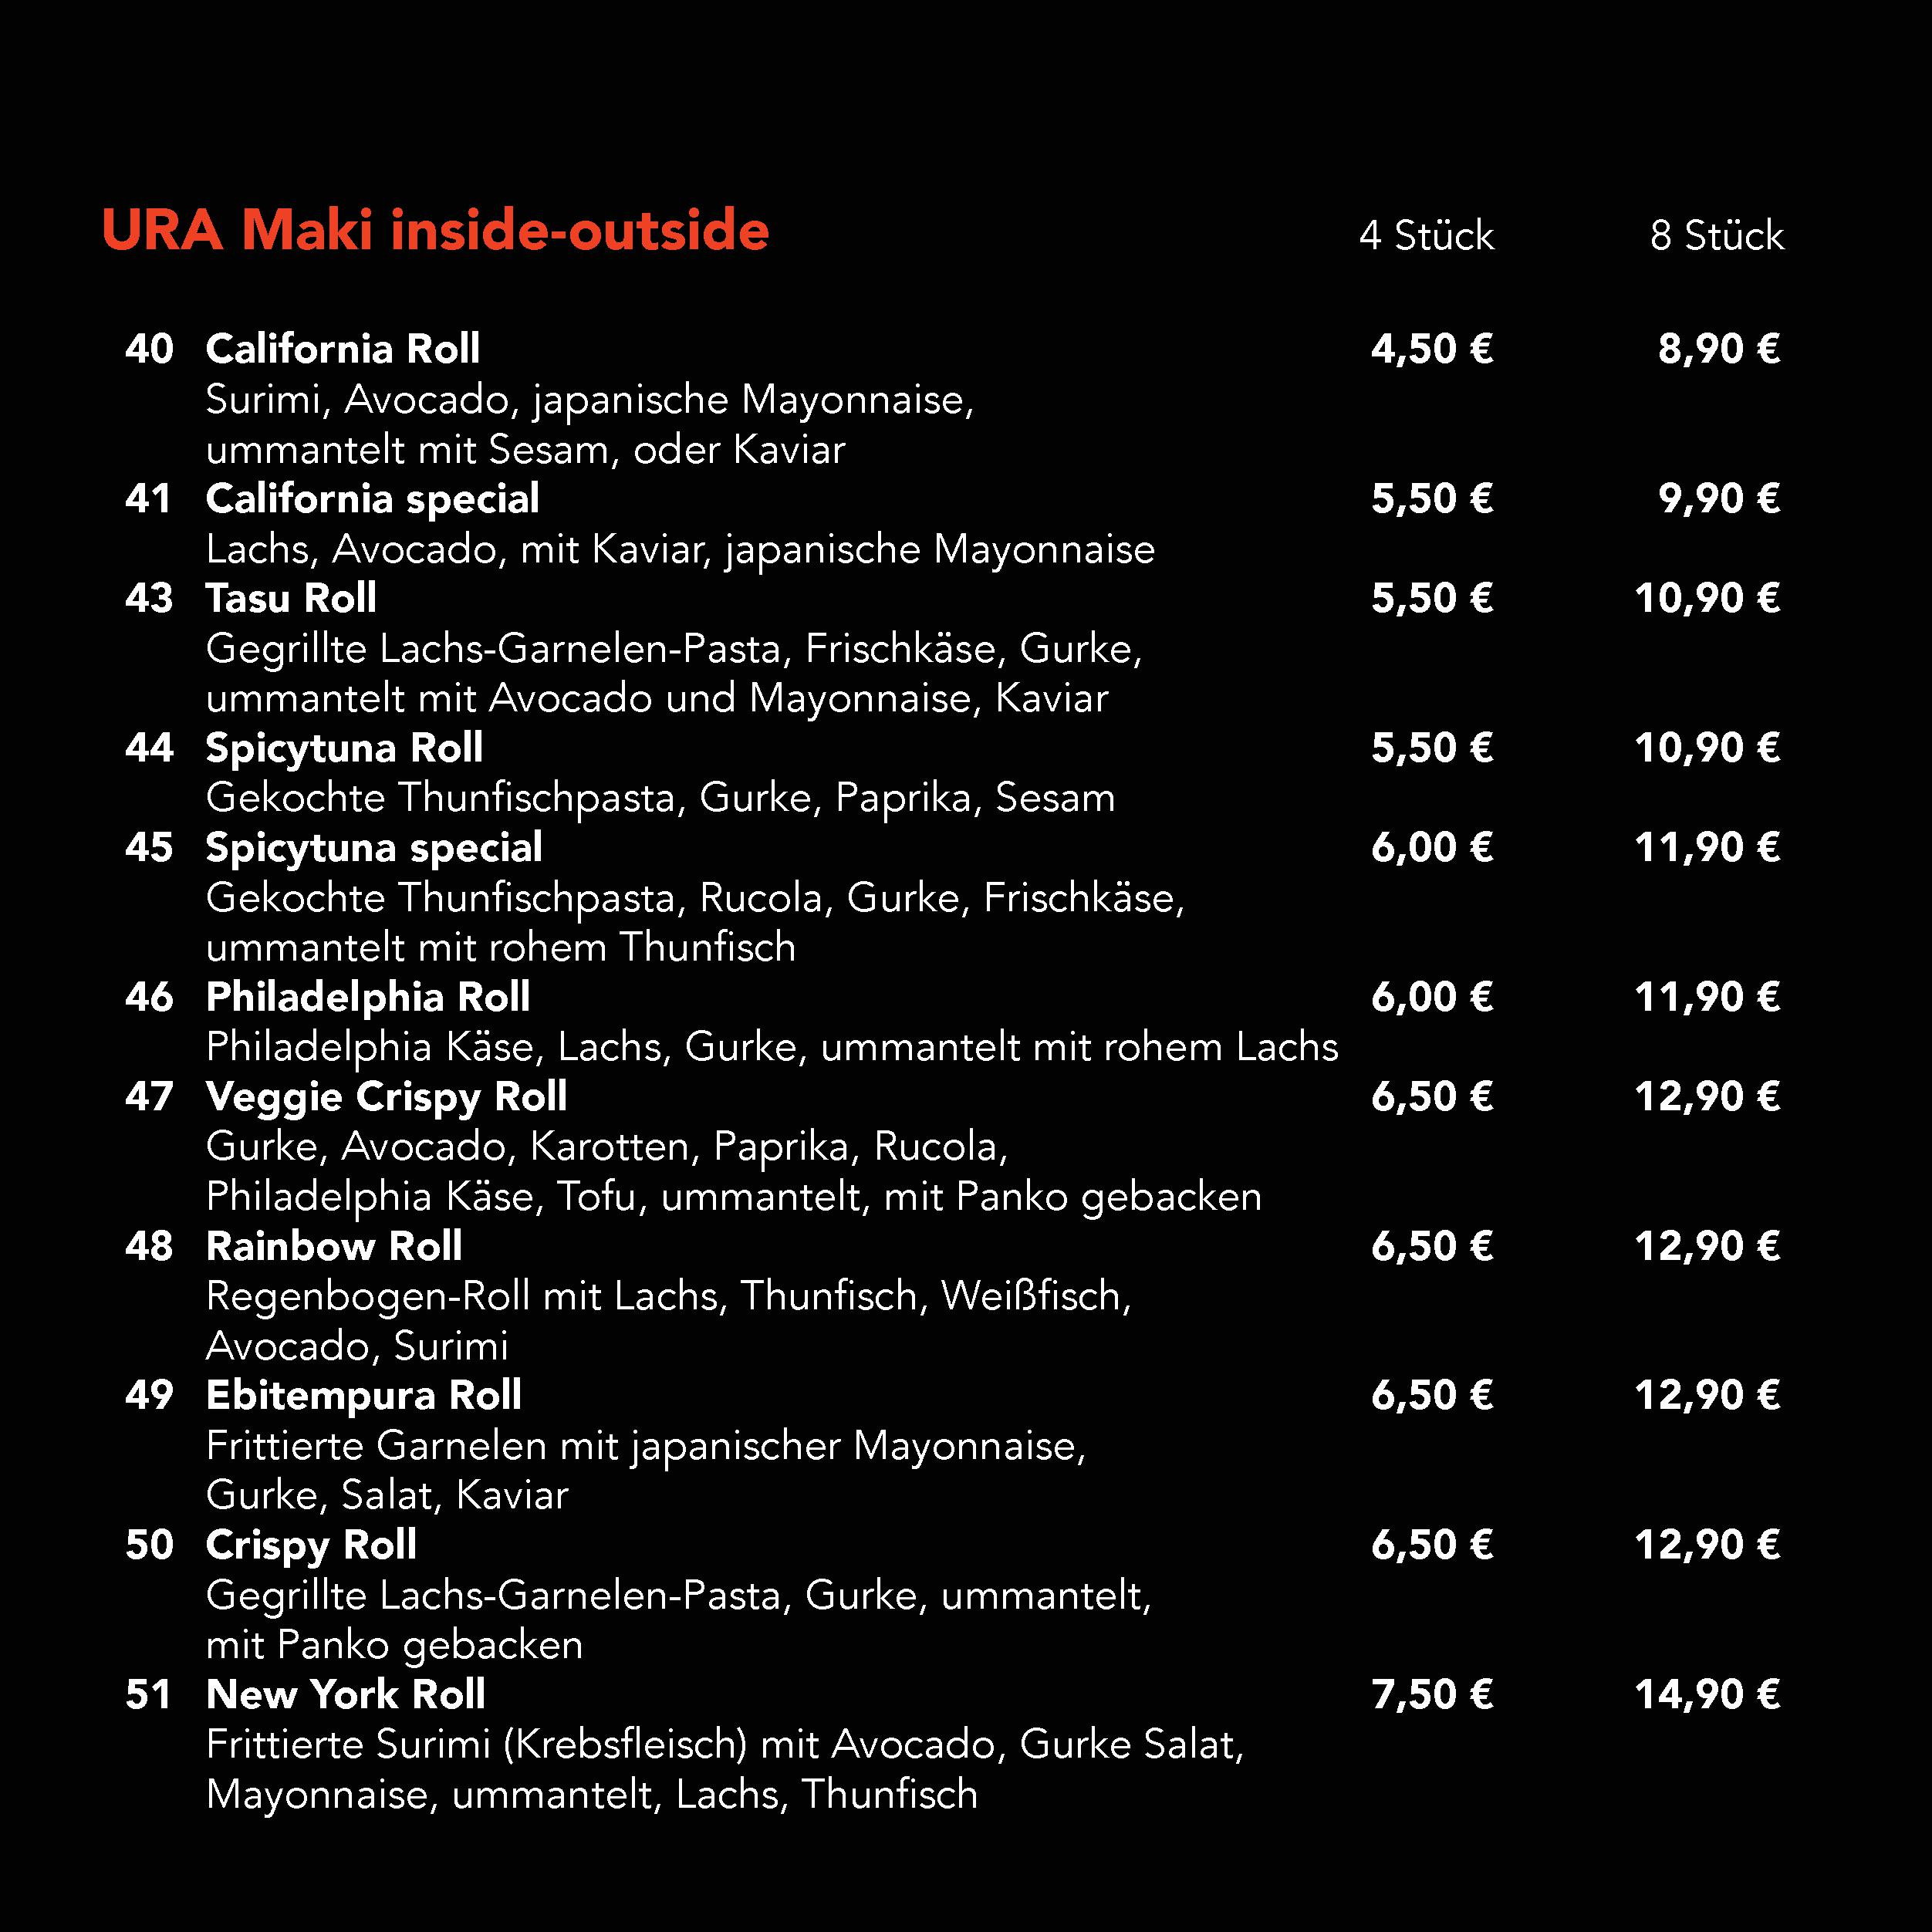 URA Maki inside-outside 4 Stück 8 Stück
40 California Roll 4,50 € 8,90 €
Surimi, Avocado, japanische Mayonnaise,
ummantelt mit Sesam, oder Kaviar
41 California special 5,50 € 9,90 €
Lachs, Avocado, mit Kaviar, japanische Mayonnaise
43 Tasu Roll 5,50 € 10,90 €
Gegrillte Lachs-Garnelen-Pasta, Frischkäse, Gurke,
ummantelt mit Avocado und Mayonnaise, Kaviar
44 Spicytuna Roll 5,50 € 10,90 €
Gekochte Thunfischpasta, Gurke, Paprika, Sesam
45 Spicytuna special 6,00 € 11,90 €
Gekochte Thunfischpasta, Rucola, Gurke, Frischkäse,
ummantelt mit rohem Thunfisch
46 Philadelphia Roll 6,00 € 11,90 €
Philadelphia Käse, Lachs, Gurke, ummantelt mit rohem Lachs
47 Veggie Crispy Roll 6,50 € 12,90 €
Gurke, Avocado, Karotten, Paprika, Rucola,
Philadelphia Käse, Tofu, ummantelt, mit Panko gebacken
48 Rainbow Roll 6,50 € 12,90 €
Regenbogen-Roll mit Lachs, Thunfisch, Weißfisch,
Avocado, Surimi
49 Ebitempura Roll 6,50 € 12,90 €
Frittierte Garnelen mit japanischer Mayonnaise,
Gurke, Salat, Kaviar
50 Crispy Roll 6,50 € 12,90 €
Gegrillte Lachs-Garnelen-Pasta, Gurke, ummantelt,
mit Panko gebacken
51 New York Roll 7,50 € 14,90 €
Frittierte Surimi (Krebsfleisch) mit Avocado, Gurke Salat,
Mayonnaise, ummantelt, Lachs, Thunfisch